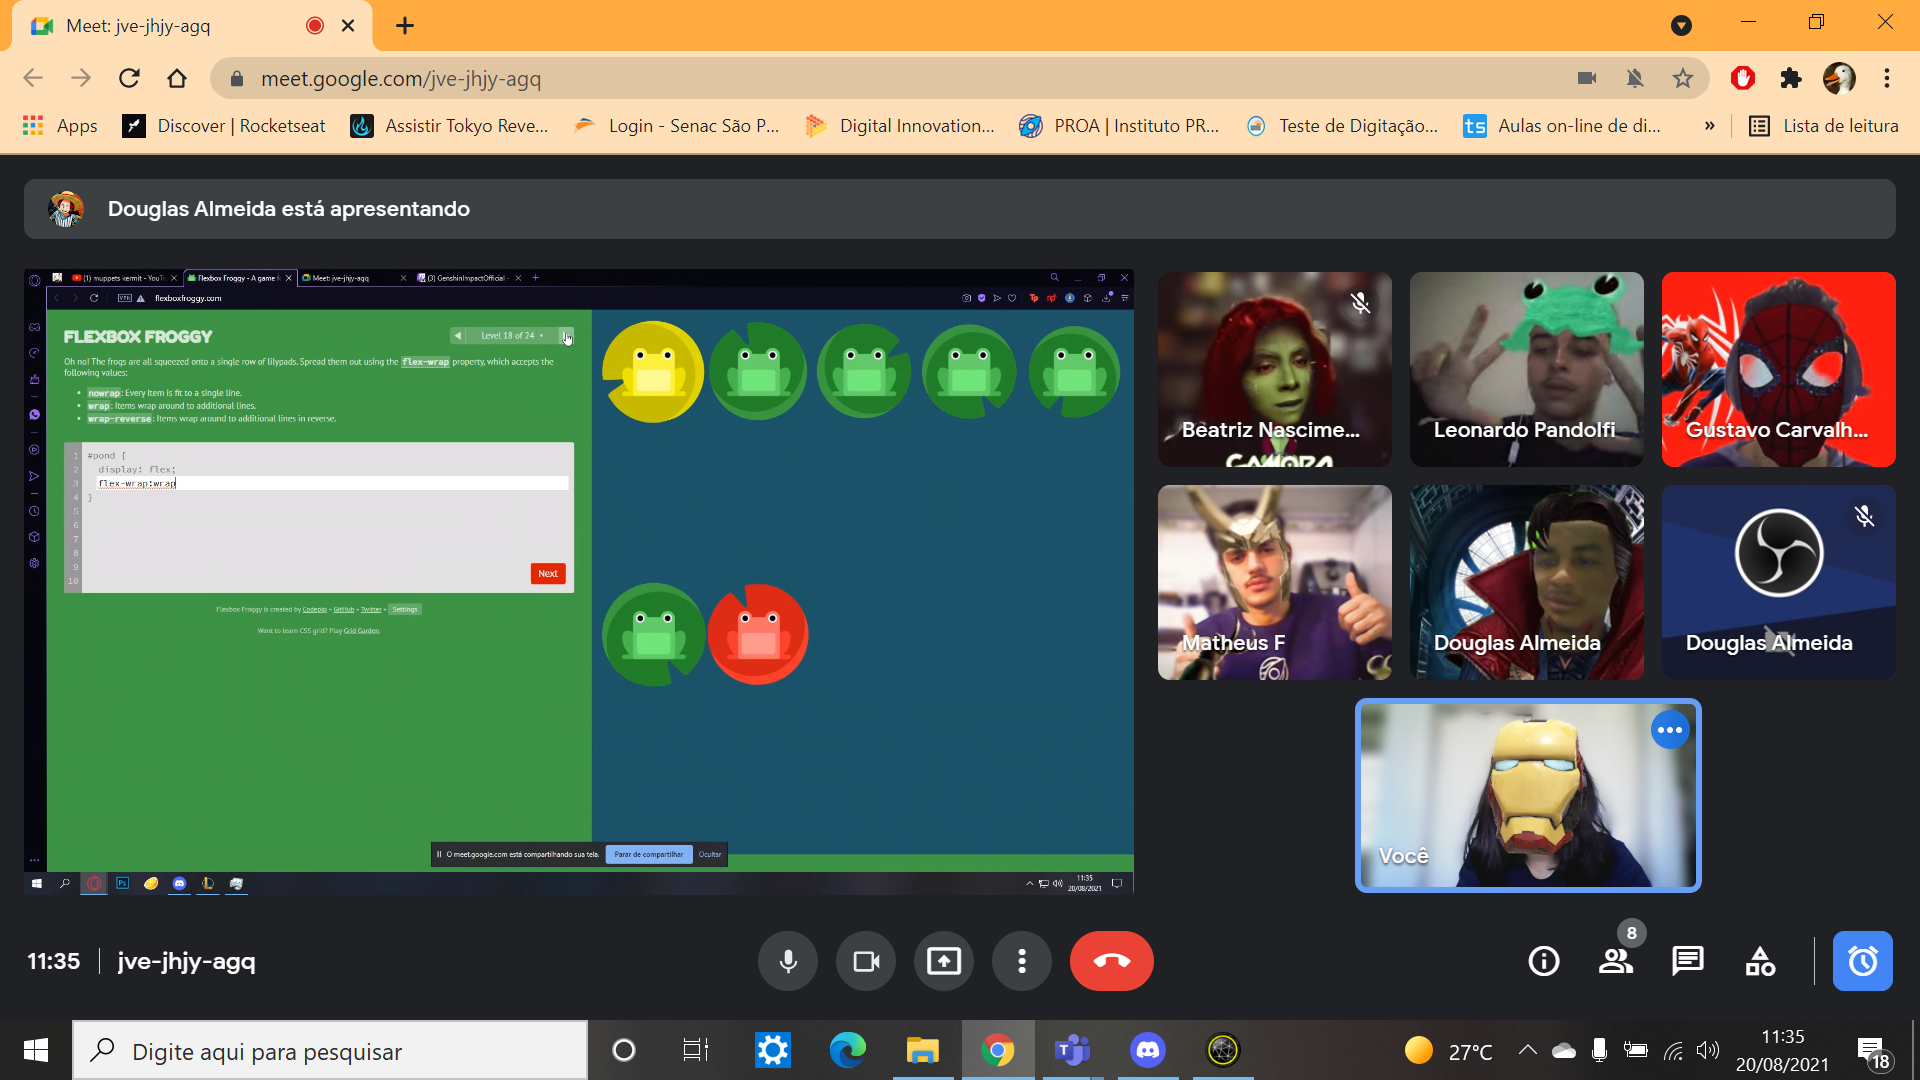 Meet: jve-jhjy-agq
meet.google.com/jve-jhjy-agq
Apps
Discover | Rocketseat
Assistir Tokyo Reve...
Login - Senac São P...
Digital Innovation...
PROA | Instituto PR...
Teste de Digitação...
ts
Aulas on-line de di...
»
Lista de leitura
Douglas Almeida está apresentando
(1) muppets kermit - YouTu
Flexbox Froggy - A game f
Meet: jve-jhjy-agq
(3) GenshinImpactOfficial -
VPN
flexboxfroggy.com
FLEXBOX FROGGY
Level 18 of 24
Oh no! The frogs are all squeezed onto a single row of lilypads. Spread them out using the flex-wrap property, which accepts the
following values:
• nowrap: Every item is fit to a single line.
• wrap: Items wrap around to additional lines.
• wrap-reverse: Items wrap around to additional lines in reverse.
1 #pond {
2 display: flex;
3 flex-wrap:wrap
4 }
5
6
7
8
9
10
Next
Flexbox Froggy is created by Codepip • GitHub • Twitter • Settings
Want to learn CSS grid? Play Grid Garden.
O meet.google.com está compartilhando sua tela.
Parar de compartilhar
Ocultar
Ps
11:35
20/08/2021
Beatriz Nascime...
GAMORA
Leonardo Pandolfi
Gustavo Carvalh...
Matheus F
Douglas Almeida
Douglas Almeida
Você
11:35 | jve-jhjy-agq
8
Digite aqui para pesquisar
27°C
11:35
20/08/2021
18